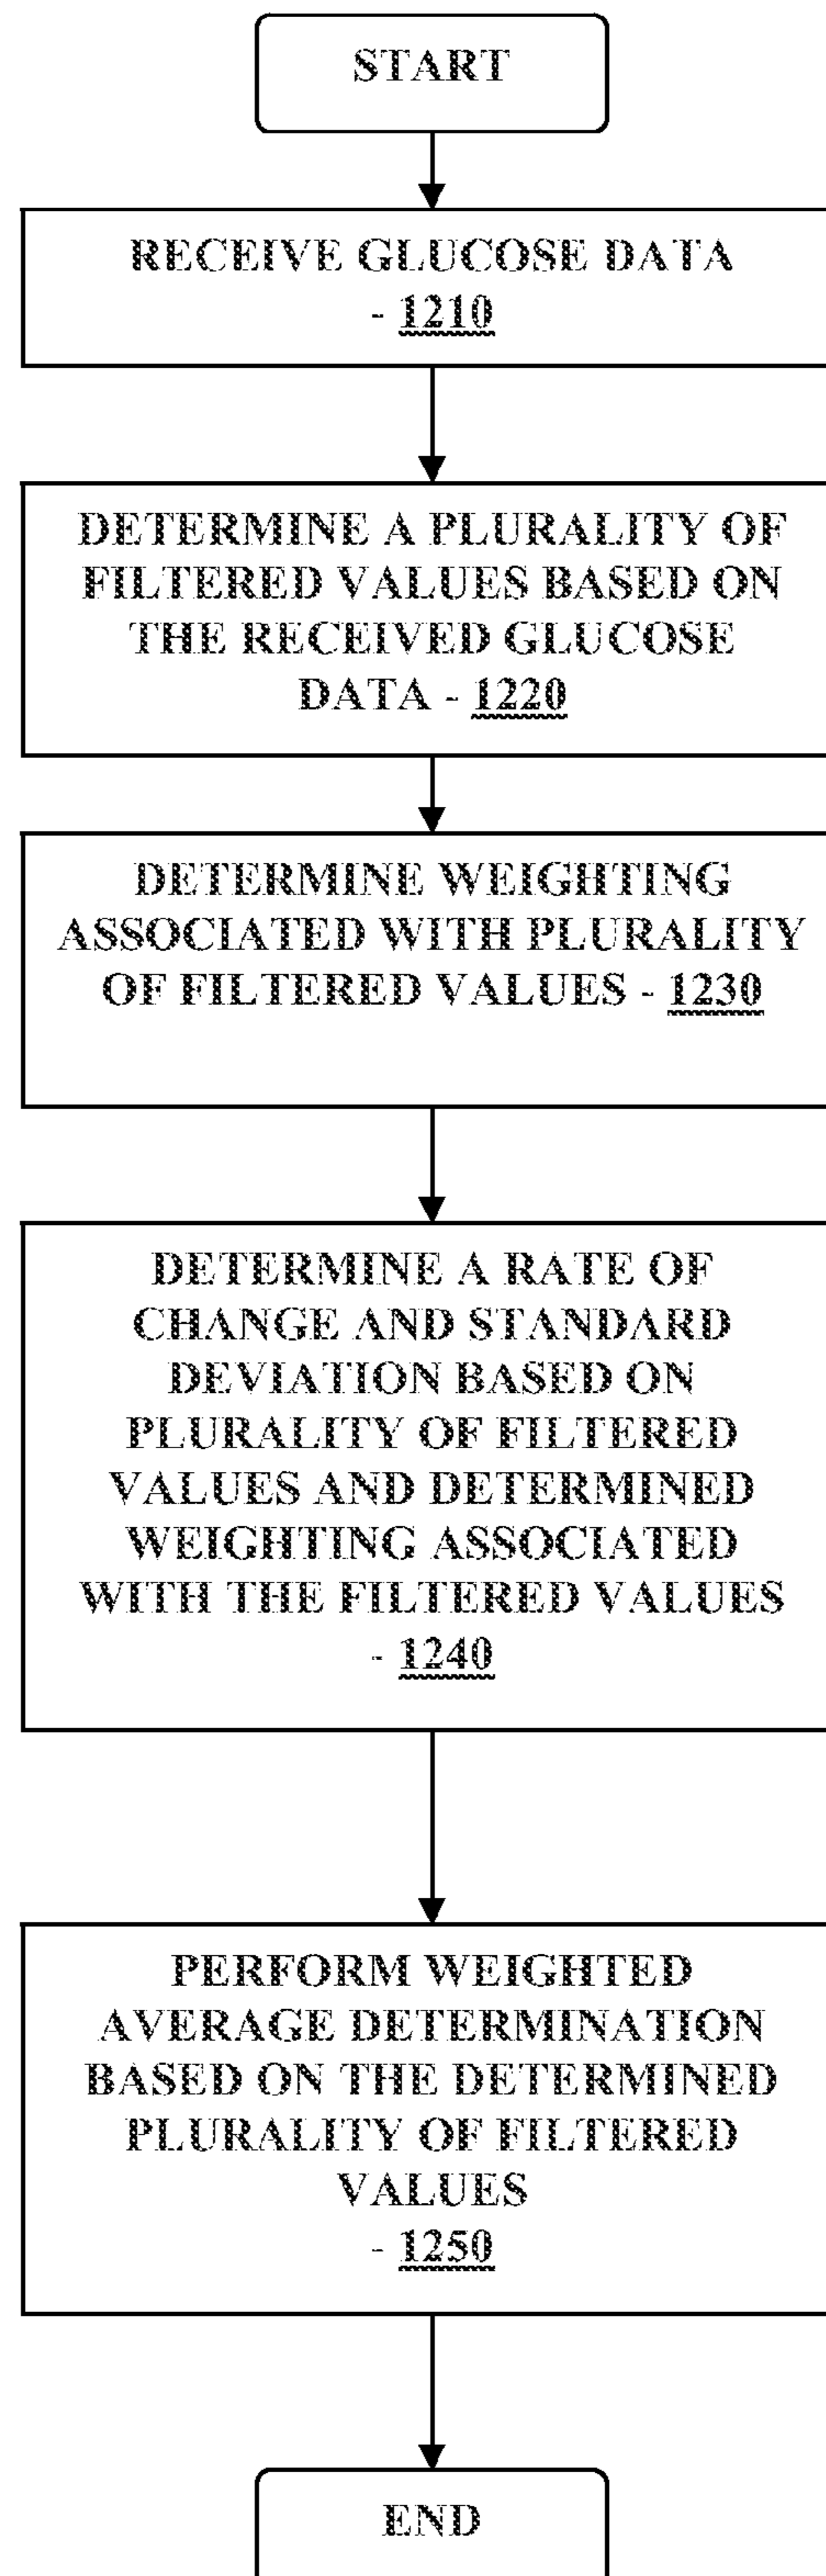 START
RECEIVE GLUCOSE DATA
- 1210
DETERMINE A PLURALITY OF
FILTERED VALUES BASED ON
THE RECEIVED GLUCOSE
DATA - 1220
DETERMINE WEIGHTING
ASSOCIATED WITH PLURALITY
OF FILTERED VALUES - 1230
DETERMINE A RATE OF
CHANGE AND STANDARD
DEVIATION BASED ON
PLURALITY OF FILTERED
VALUES AND DETERMINED
WEIGHTING ASSOCIATED
WITH THE FILTERED VALUES
- 1240
PERFORM WEIGHTED
AVERAGE DETERMINATION
BASED ON THE DETERMINED
PLURALITY OF FILTERED
VALUES
- 1250
END